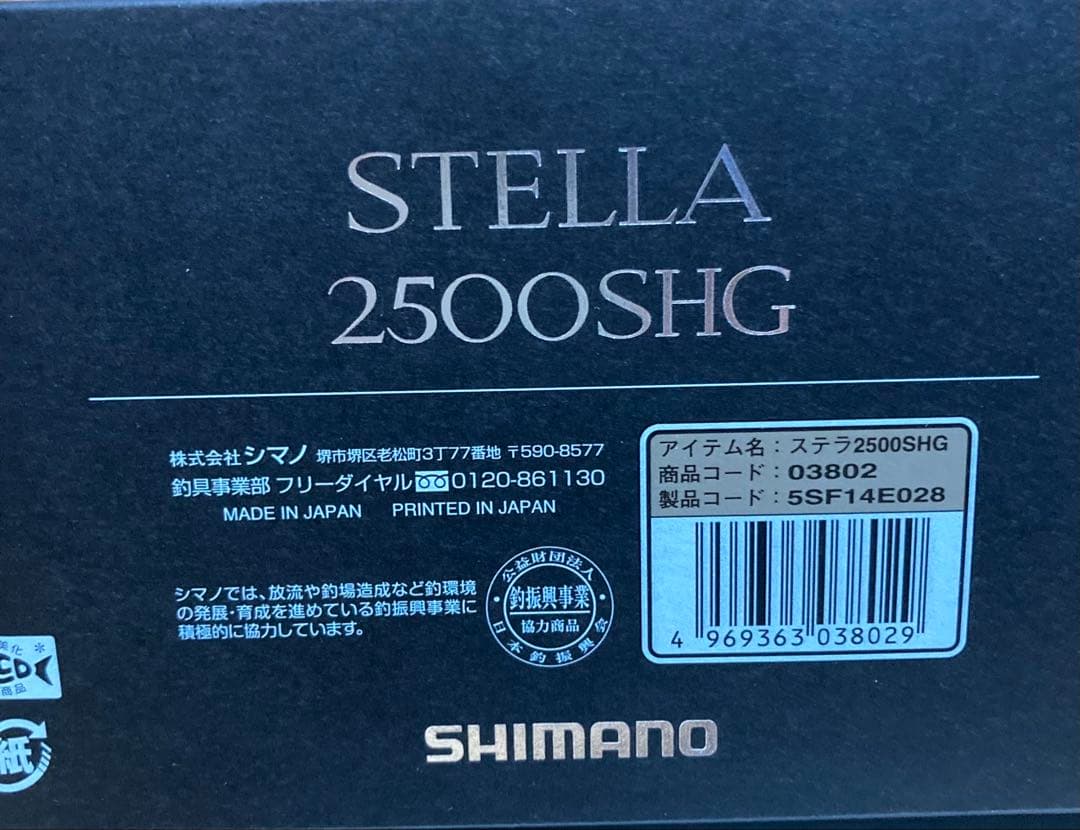 STELLA
2500SHG
株式会社シマノ 堺市堺区老松町3丁77番地 〒590-8577
釣具事業部 フリーダイヤル 0120-861130
MADE IN JAPAN PRINTED IN JAPAN
アイテム名：ステラ2500SHG
商品コード：03802
製品コード：5SF14E028
4 969363 038029
シマノでは、放流や釣場造成など釣環境
の発展・育成を進めている釣振興事業に
積極的に協力しています。
公益財団法人
釣振興事業
協力商品
日本釣振興会
美化
商品
紙
SHIMANO